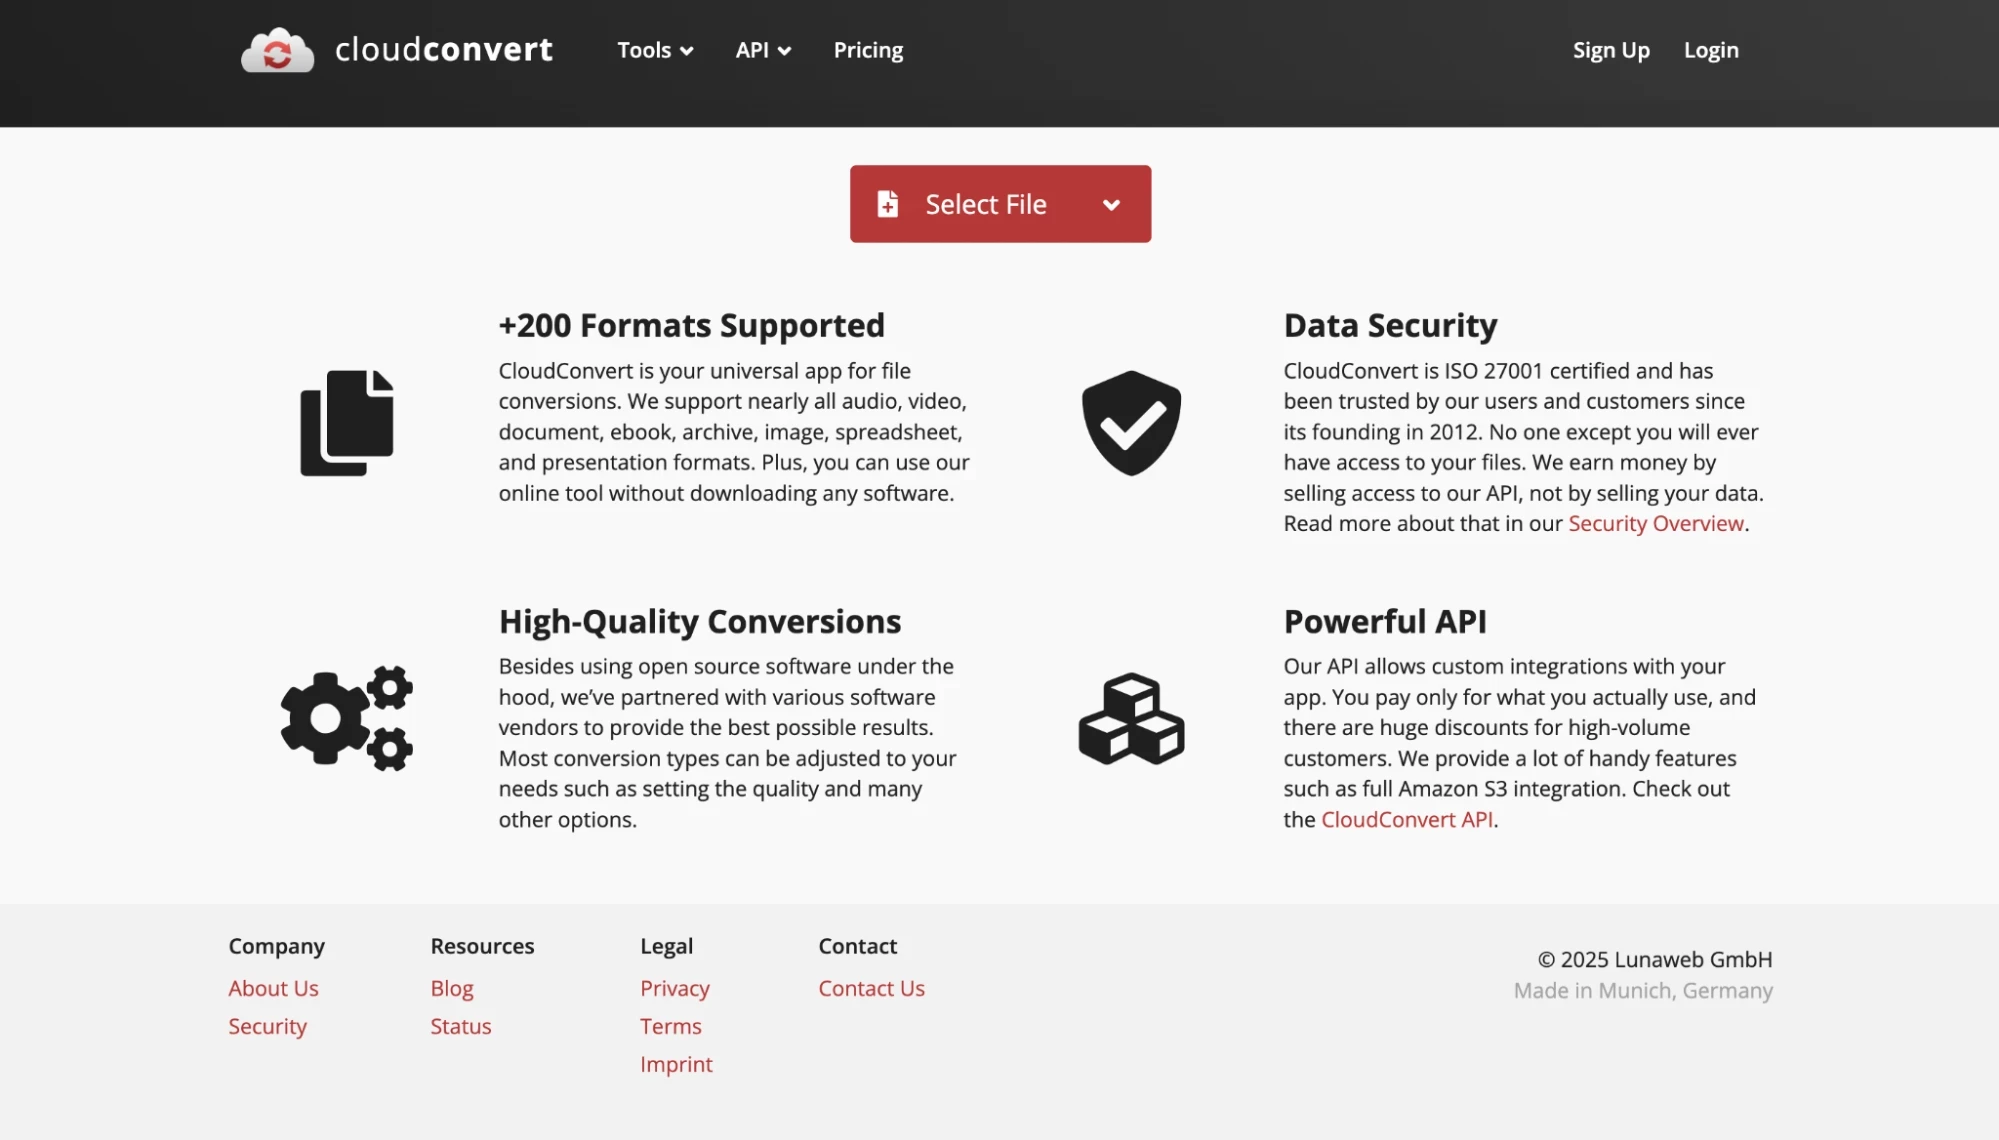 cloudconvert Tools API Pricing Sign Up Login
Select File
+200 Formats Supported
CloudConvert is your universal app for file
conversions. We support nearly all audio, video,
document, ebook, archive, image, spreadsheet,
and presentation formats. Plus, you can use our
online tool without downloading any software.
Data Security
CloudConvert is ISO 27001 certified and has
been trusted by our users and customers since
its founding in 2012. No one except you will ever
have access to your files. We earn money by
selling access to our API, not by selling your data.
Read more about that in our Security Overview.
High-Quality Conversions
Besides using open source software under the
hood, we’ve partnered with various software
vendors to provide the best possible results.
Most conversion types can be adjusted to your
needs such as setting the quality and many
other options.
Powerful API
Our API allows custom integrations with your
app. You pay only for what you actually use, and
there are huge discounts for high-volume
customers. We provide a lot of handy features
such as full Amazon S3 integration. Check out
the CloudConvert API.
Company
About Us
Security
Resources
Blog
Status
Legal
Privacy
Terms
Imprint
Contact
Contact Us
© 2025 Lunaweb GmbH
Made in Munich, Germany